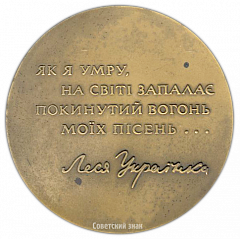 ЯК Я УМРУ,
НА СВІТІ ЗАПАЛАЄ
ПОКИНУТИЙ ВОГОНЬ
МОЇХ ПІСЕНЬ . . .
Леся Українка
Советский знак